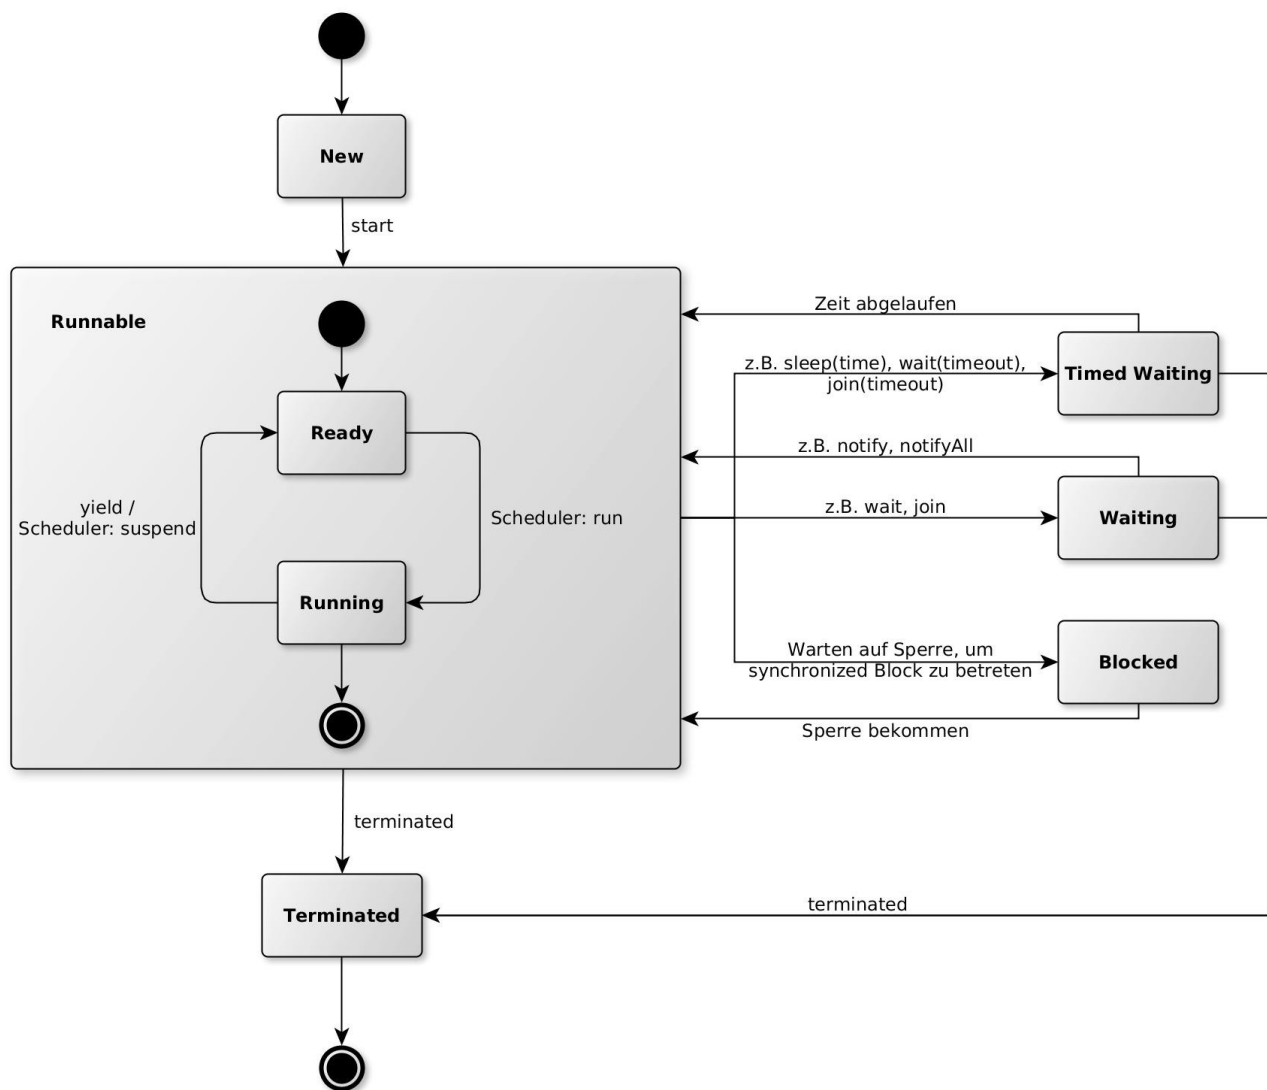 New
start
Runnable
Zeit abgelaufen
z.B. sleep(time), wait(timeout),
join(timeout)
Timed Waiting
Ready
z.B. notify, notifyAll
yield /
Scheduler: suspend
Scheduler: run
z.B. wait, join
Waiting
Running
Warten auf Sperre, um
synchronized Block zu betreten
Blocked
Sperre bekommen
terminated
Terminated
terminated